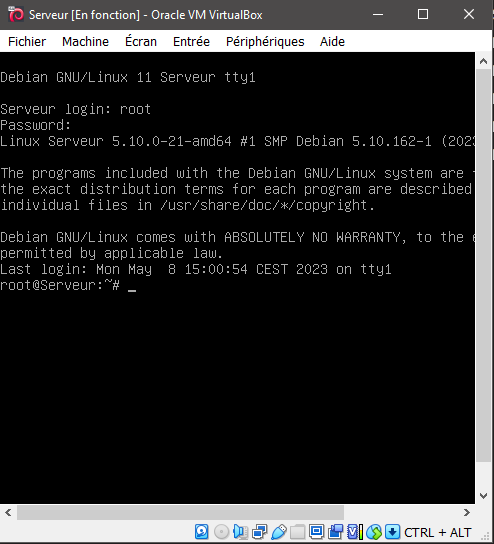 Serveur [En fonction] - Oracle VM VirtualBox
Fichier Machine Écran Entrée Périphériques Aide
Debian GNU/Linux 11 Serveur tty1
Serveur login: root
Password:
Linux Serveur 5.10.0-21-amd64 #1 SMP Debian 5.10.162-1 (2023
The programs included with the Debian GNU/Linux system are
the exact distribution terms for each program are described
individual files in /usr/share/doc/*/copyright.
Debian GNU/Linux comes with ABSOLUTELY NO WARRANTY, to the
permitted by applicable law.
Last login: Mon May  8 15:00:54 CEST 2023 on tty1
root@Serveur:~# _
CTRL + ALT